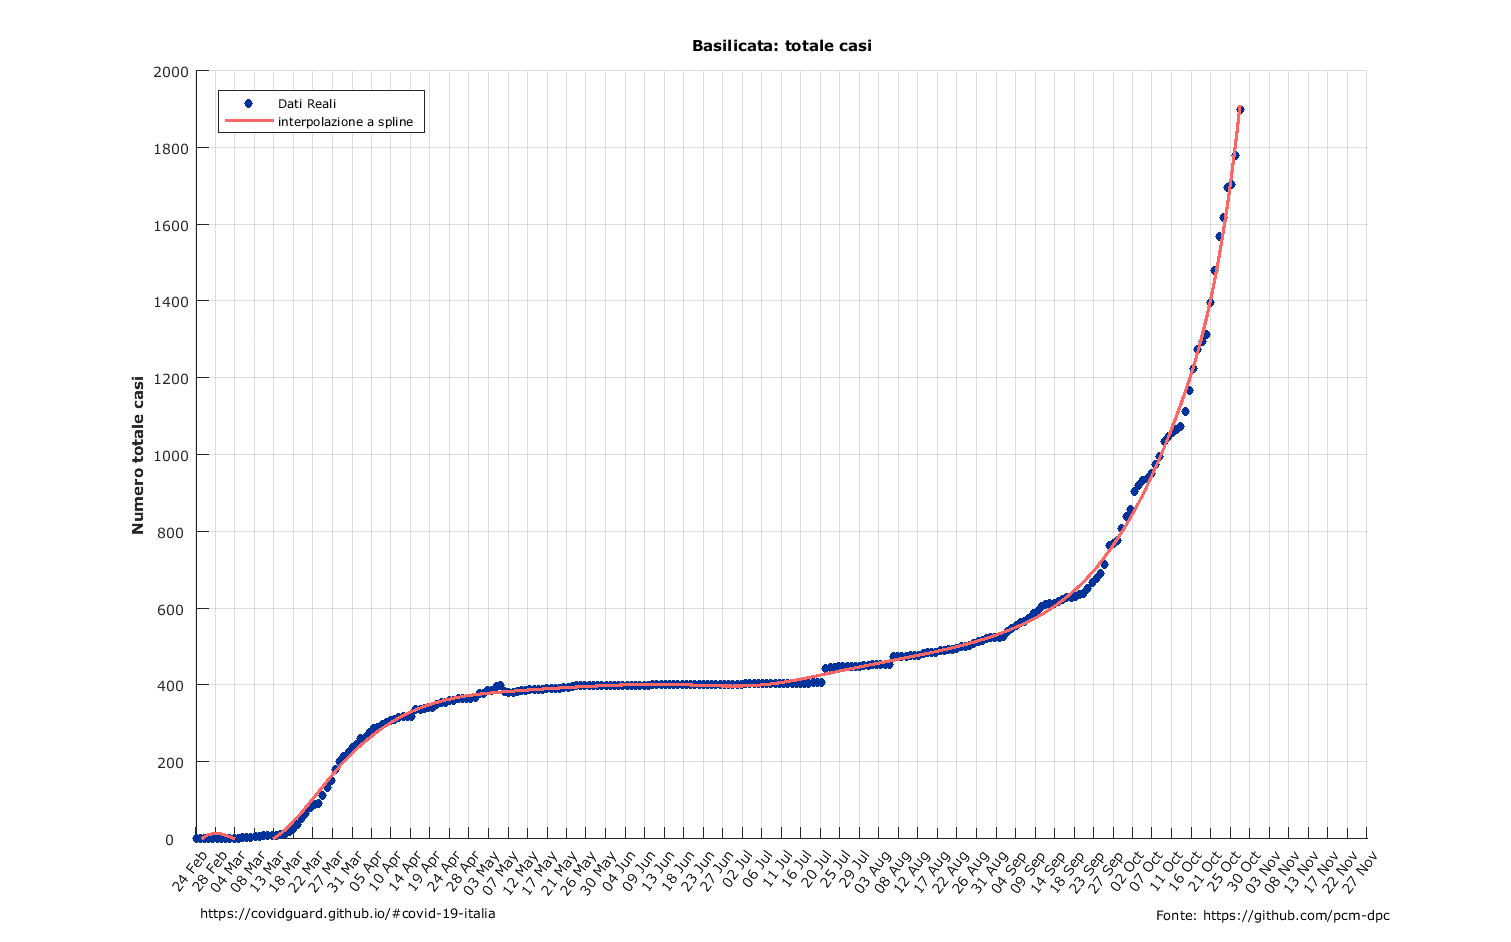 Basilicata: totale casi
Dati Reali
interpolazione a spline
Numero totale casi
2000
1800
1600
1400
1200
1000
800
600
400
200
0
24 Feb
28 Feb
04 Mar
08 Mar
13 Mar
18 Mar
22 Mar
27 Mar
31 Mar
05 Apr
10 Apr
14 Apr
19 Apr
24 Apr
28 Apr
03 May
07 May
12 May
17 May
21 May
26 May
30 May
04 Jun
09 Jun
13 Jun
18 Jun
23 Jun
27 Jun
02 Jul
06 Jul
11 Jul
16 Jul
20 Jul
25 Jul
29 Jul
03 Aug
08 Aug
12 Aug
17 Aug
22 Aug
26 Aug
31 Aug
04 Sep
09 Sep
14 Sep
18 Sep
23 Sep
27 Sep
02 Oct
07 Oct
11 Oct
16 Oct
21 Oct
25 Oct
30 Oct
03 Nov
08 Nov
13 Nov
17 Nov
22 Nov
27 Nov
https://covidguard.github.io/#covid-19-italia
Fonte: https://github.com/pcm-dpc